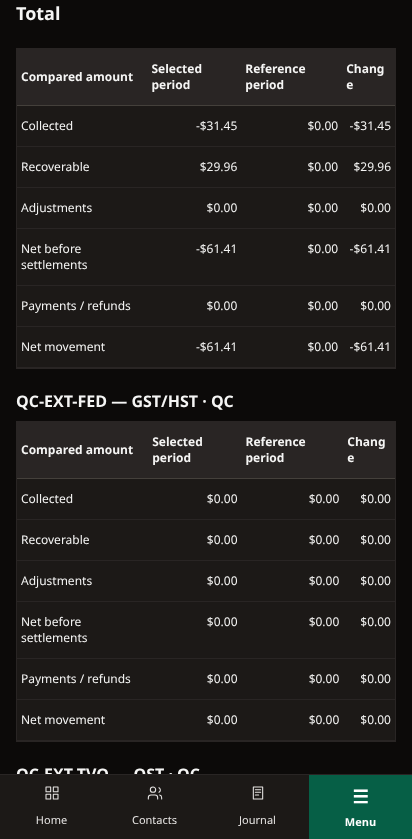 Total
Compared amount Selected period Reference period Change
Collected -$31.45 $0.00 -$31.45
Recoverable $29.96 $0.00 $29.96
Adjustments $0.00 $0.00 $0.00
Net before settlements -$61.41 $0.00 -$61.41
Payments / refunds $0.00 $0.00 $0.00
Net movement -$61.41 $0.00 -$61.41
QC-EXT-FED — GST/HST · QC
Compared amount Selected period Reference period Change
Collected $0.00 $0.00 $0.00
Recoverable $0.00 $0.00 $0.00
Adjustments $0.00 $0.00 $0.00
Net before settlements $0.00 $0.00 $0.00
Payments / refunds $0.00 $0.00 $0.00
Net movement $0.00 $0.00 $0.00
Home Contacts Journal Menu